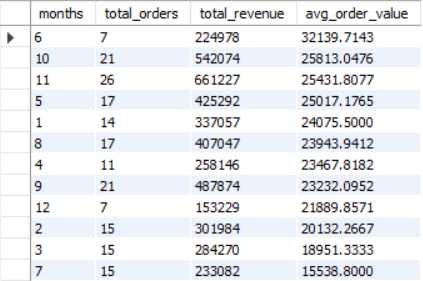 months total_orders total_revenue avg_order_value
6 7 224978 32139.7143
10 21 542074 25813.0476
11 26 661227 25431.8077
5 17 425292 25017.1765
1 14 337057 24075.5000
8 17 407047 23943.9412
4 11 258146 23467.8182
9 21 487874 23232.0952
12 7 153229 21889.8571
2 15 301984 20132.2667
3 15 284270 18951.3333
7 15 233082 15538.8000